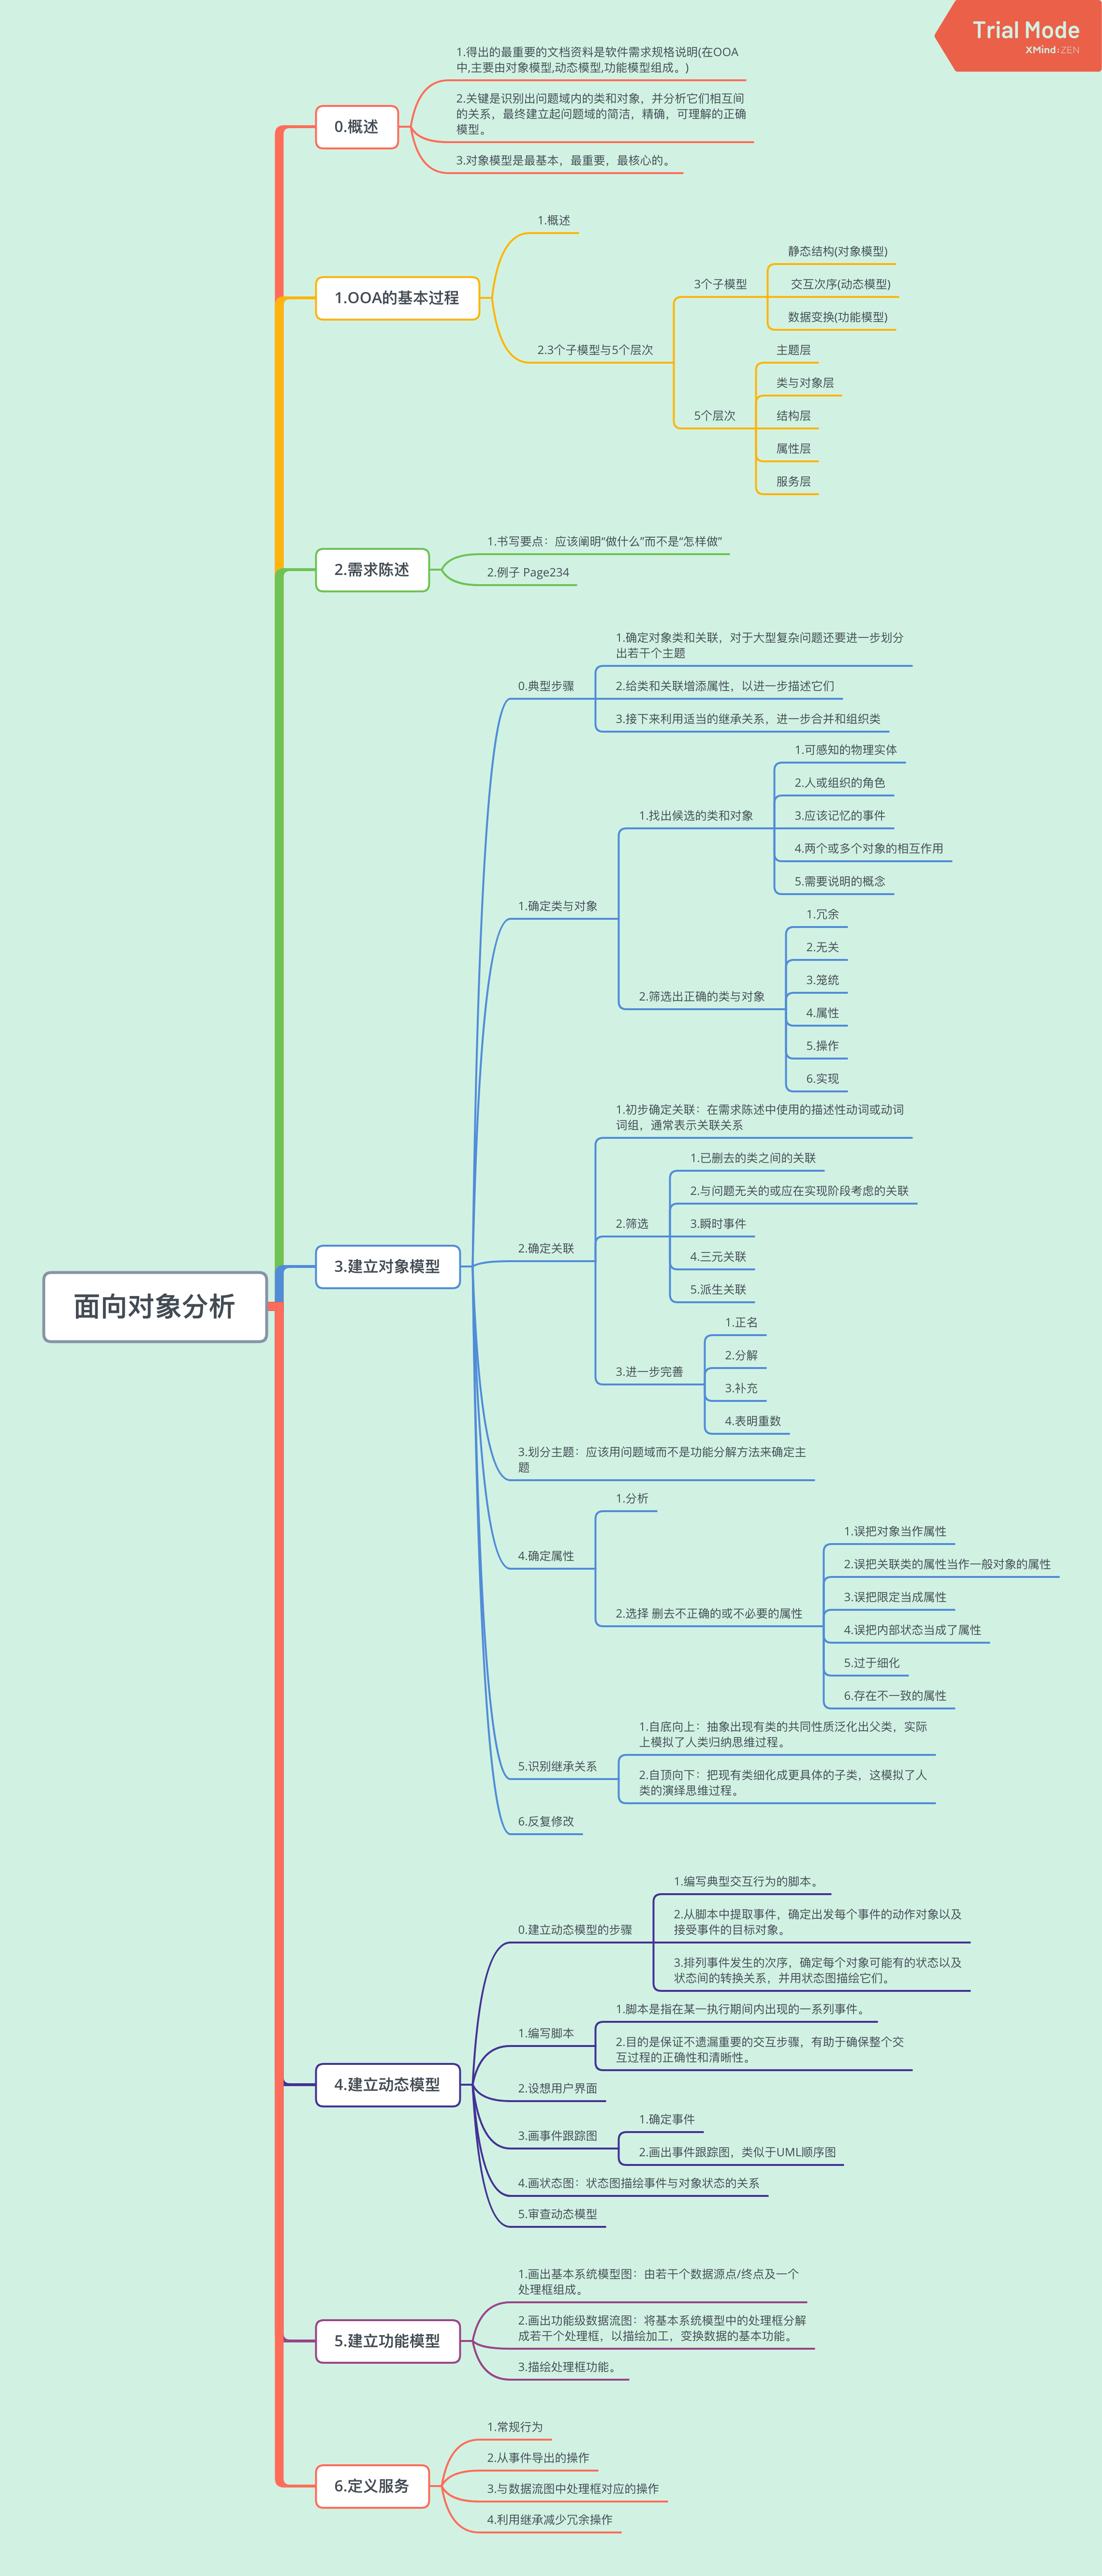 Trial Mode
XMind:ZEN
面向对象分析
0.概述
1.得出的最重要的文档资料是软件需求规格说明(在OOA
中,主要由对象模型,动态模型,功能模型组成。)
2.关键是识别出问题域内的类和对象，并分析它们相互间
的关系，最终建立起问题域的简洁，精确，可理解的正确
模型。
3.对象模型是最基本，最重要，最核心的。
1.OOA的基本过程
1.概述
2.3个子模型与5个层次
3个子模型
静态结构(对象模型)
交互次序(动态模型)
数据变换(功能模型)
5个层次
主题层
类与对象层
结构层
属性层
服务层
2.需求陈述
1.书写要点：应该阐明“做什么”而不是“怎样做”
2.例子 Page234
3.建立对象模型
0.典型步骤
1.确定对象类和关联，对于大型复杂问题还要进一步划分
出若干个主题
2.给类和关联增添属性，以进一步描述它们
3.接下来利用适当的继承关系，进一步合并和组织类
1.确定类与对象
1.找出候选的类和对象
1.可感知的物理实体
2.人或组织的角色
3.应该记忆的事件
4.两个或多个对象的相互作用
5.需要说明的概念
2.筛选出正确的类与对象
1.冗余
2.无关
3.笼统
4.属性
5.操作
6.实现
2.确定关联
1.初步确定关联：在需求陈述中使用的描述性动词或动词
词组，通常表示关联关系
2.筛选
1.已删去的类之间的关联
2.与问题无关的或应在实现阶段考虑的关联
3.瞬时事件
4.三元关联
5.派生关联
3.进一步完善
1.正名
2.分解
3.补充
4.表明重数
3.划分主题：应该用问题域而不是功能分解方法来确定主
题
4.确定属性
1.分析
2.选择 删去不正确的或不必要的属性
1.误把对象当作属性
2.误把关联类的属性当作一般对象的属性
3.误把限定当成属性
4.误把内部状态当成了属性
5.过于细化
6.存在不一致的属性
5.识别继承关系
1.自底向上：抽象出现有类的共同性质泛化出父类，实际
上模拟了人类归纳思维过程。
2.自顶向下：把现有类细化成更具体的子类，这模拟了人
类的演绎思维过程。
6.反复修改
4.建立动态模型
0.建立动态模型的步骤
1.编写典型交互行为的脚本。
2.从脚本中提取事件，确定出发每个事件的动作对象以及
接受事件的目标对象。
3.排列事件发生的次序，确定每个对象可能有的状态以及
状态间的转换关系，并用状态图描绘它们。
1.编写脚本
1.脚本是指在某一执行期间内出现的一系列事件。
2.目的是保证不遗漏重要的交互步骤，有助于确保整个交
互过程的正确性和清晰性。
2.设想用户界面
3.画事件跟踪图
1.确定事件
2.画出事件跟踪图，类似于UML顺序图
4.画状态图：状态图描绘事件与对象状态的关系
5.审查动态模型
5.建立功能模型
1.画出基本系统模型图：由若干个数据源点/终点及一个
处理框组成。
2.画出功能级数据流图：将基本系统模型中的处理框分解
成若干个处理框，以描绘加工，变换数据的基本功能。
3.描绘处理框功能。
6.定义服务
1.常规行为
2.从事件导出的操作
3.与数据流图中处理框对应的操作
4.利用继承减少冗余操作